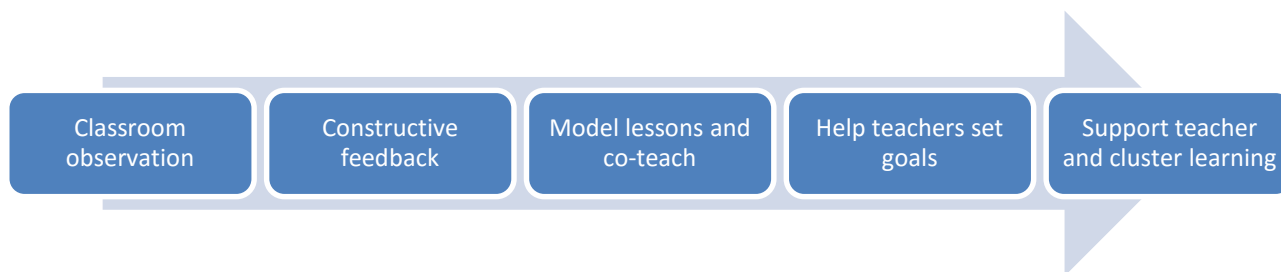 Classroom
observation
Constructive
feedback
Model lessons and
co-teach
Help teachers set
goals
Support teacher
and cluster learning